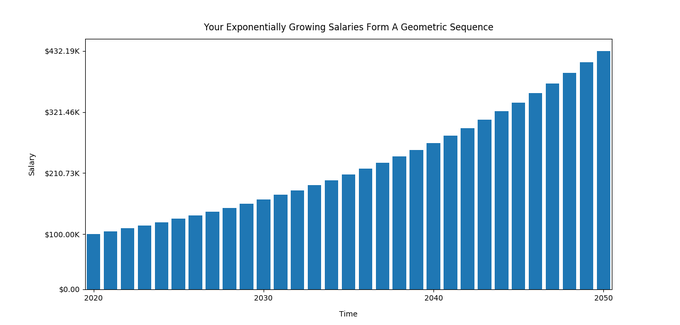 Your Exponentially Growing Salaries Form A Geometric Sequence
$432.19K
$321.46K
Salary
$210.73K
$100.00K
$0.00
2020 2030 2040 2050
Time